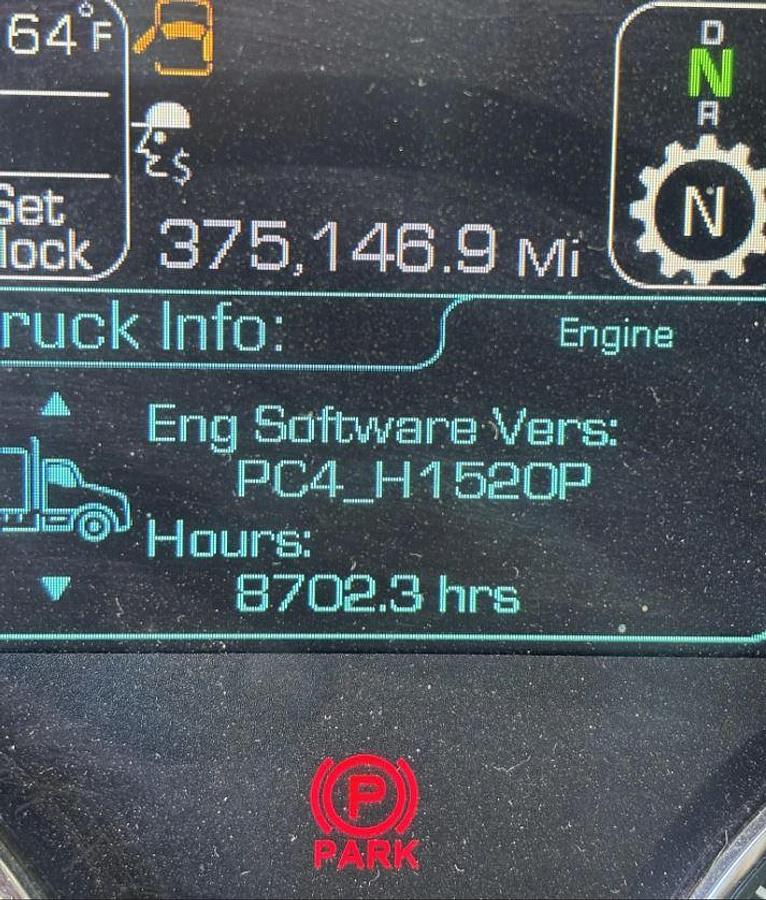 64°F
D
N
R
N
Set
lock
375,146.9 Mi
ruck Info:
Engine
Eng Software Vers:
PC4_H1520P
Hours:
8702.3 hrs
P
PARK